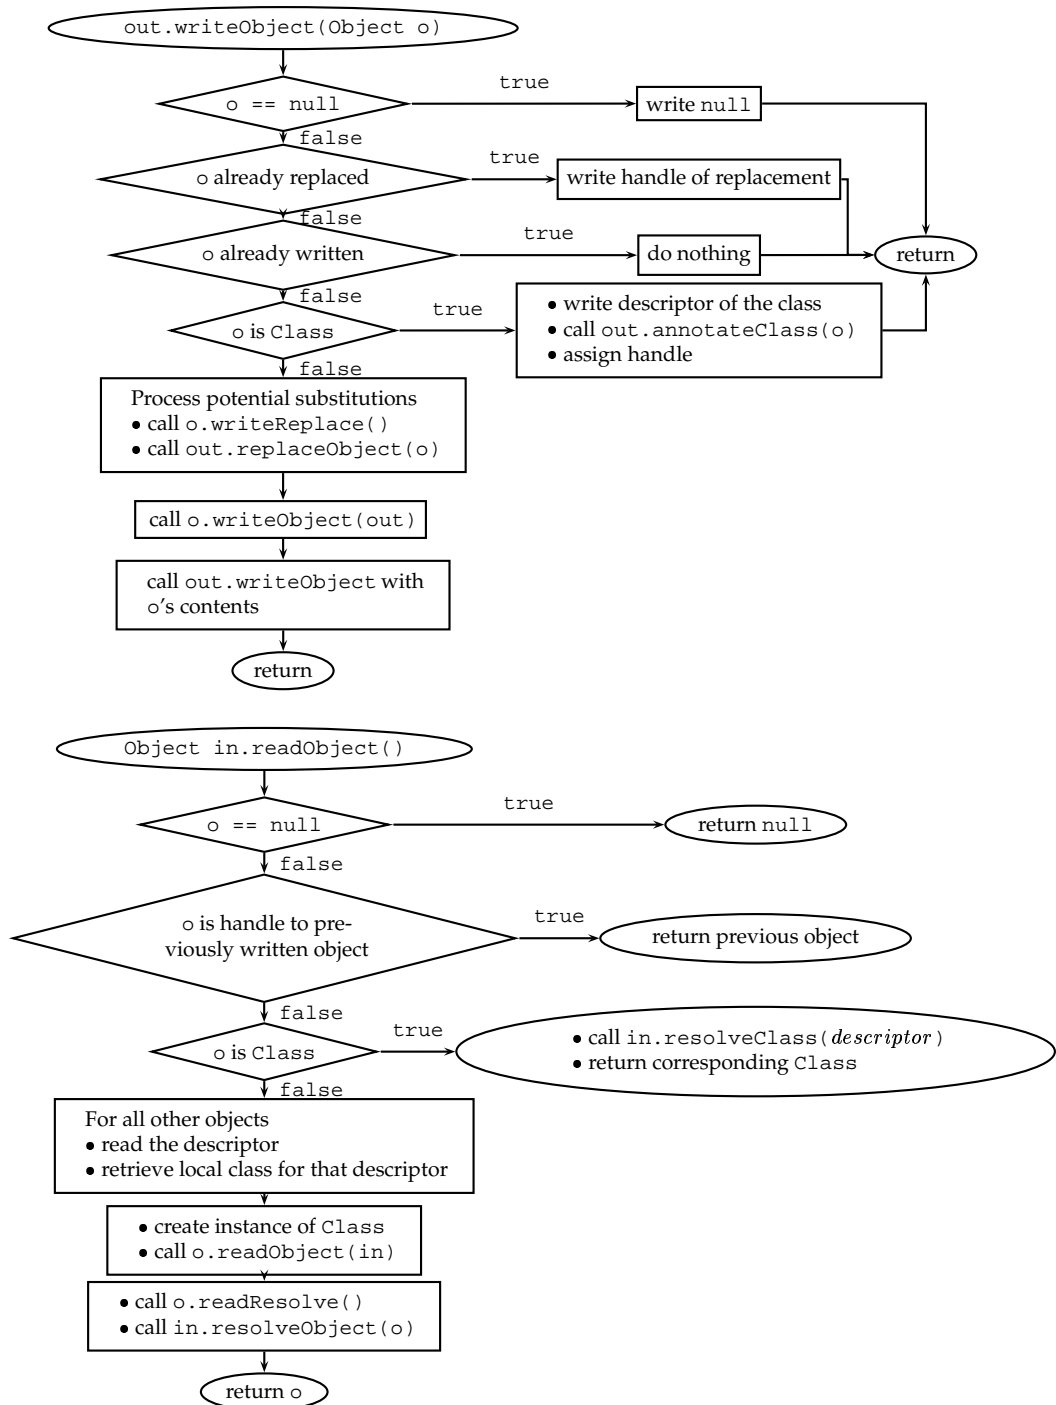 out.writeObject(Object o)
true
o == null
write null
false
true
o already replaced
write handle of replacement
false
true
o already written
do nothing
return
false
true
• write descriptor of the class
o is Class
• call out.annotateClass(o)
• assign handle
false
Process potential substitutions
• call o.writeReplace()
• call out.replaceObject(o)
call o.writeObject(out)
call out.writeObject with
o's contents
return
Object in.readObject()
true
o == null
return null
false
true
o is handle to pre-
viously written object
return previous object
false
true
• call in.resolveClass(descriptor)
o is Class
• return corresponding Class
false
For all other objects
• read the descriptor
• retrieve local class for that descriptor
• create instance of Class
• call o.readObject(in)
• call o.readResolve()
• call in.resolveObject(o)
return o